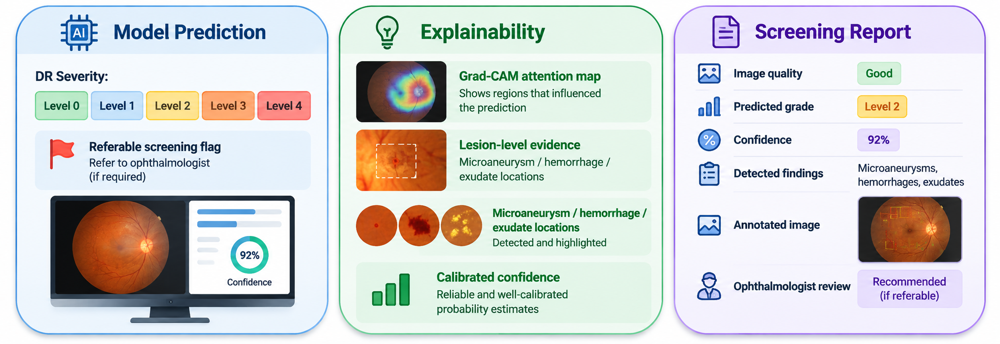 AI
Model Prediction
DR Severity:
Level 0
Level 1
Level 2
Level 3
Level 4
Referable screening flag
Refer to ophthalmologist
(if required)
92%
Confidence
Explainability
Grad-CAM attention map
Shows regions that influenced
the prediction
Lesion-level evidence
Microaneurysm / hemorrhage /
exudate locations
Microaneurysm / hemorrhage /
exudate locations
Detected and highlighted
Calibrated confidence
Reliable and well-calibrated
probability estimates
Screening Report
Image quality
Good
Predicted grade
Level 2
%
Confidence
92%
Detected findings
Microaneurysms,
hemorrhages, exudates
Annotated image
Ophthalmologist review
Recommended
(if referable)